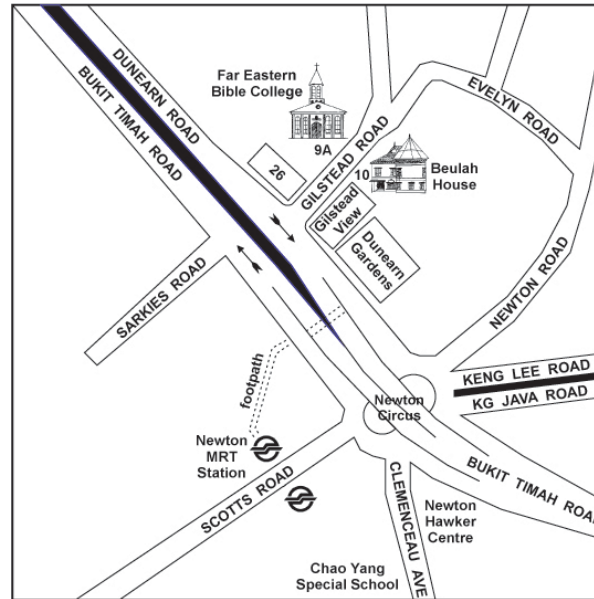 DUNEARN ROAD
BUKIT TIMAH ROAD
Far Eastern
Bible College
9A
26
GILSTEAD ROAD
EVELYN ROAD
10
Beulah
House
Gilstead
View
Dunearn
Gardens
SARKIES ROAD
NEWTON ROAD
footpath
KENG LEE ROAD
KG JAVA ROAD
Newton
Circus
Newton
MRT
Station
SCOTTS ROAD
CLEMENCEAU AVE
BUKIT TIMAH ROAD
Newton
Hawker
Centre
Chao Yang
Special School